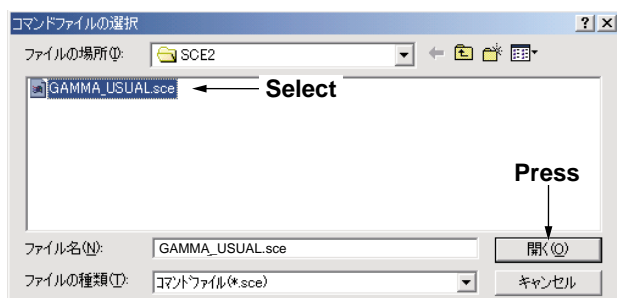 コマンドファイルの選択
ファイルの場所(I):
SCE2
GAMMA_USUAL.sce
Select
Press
ファイル名(N):
GAMMA_USUAL.sce
開く(O)
ファイルの種類(T):
コマンドファイル(*.sce)
キャンセル